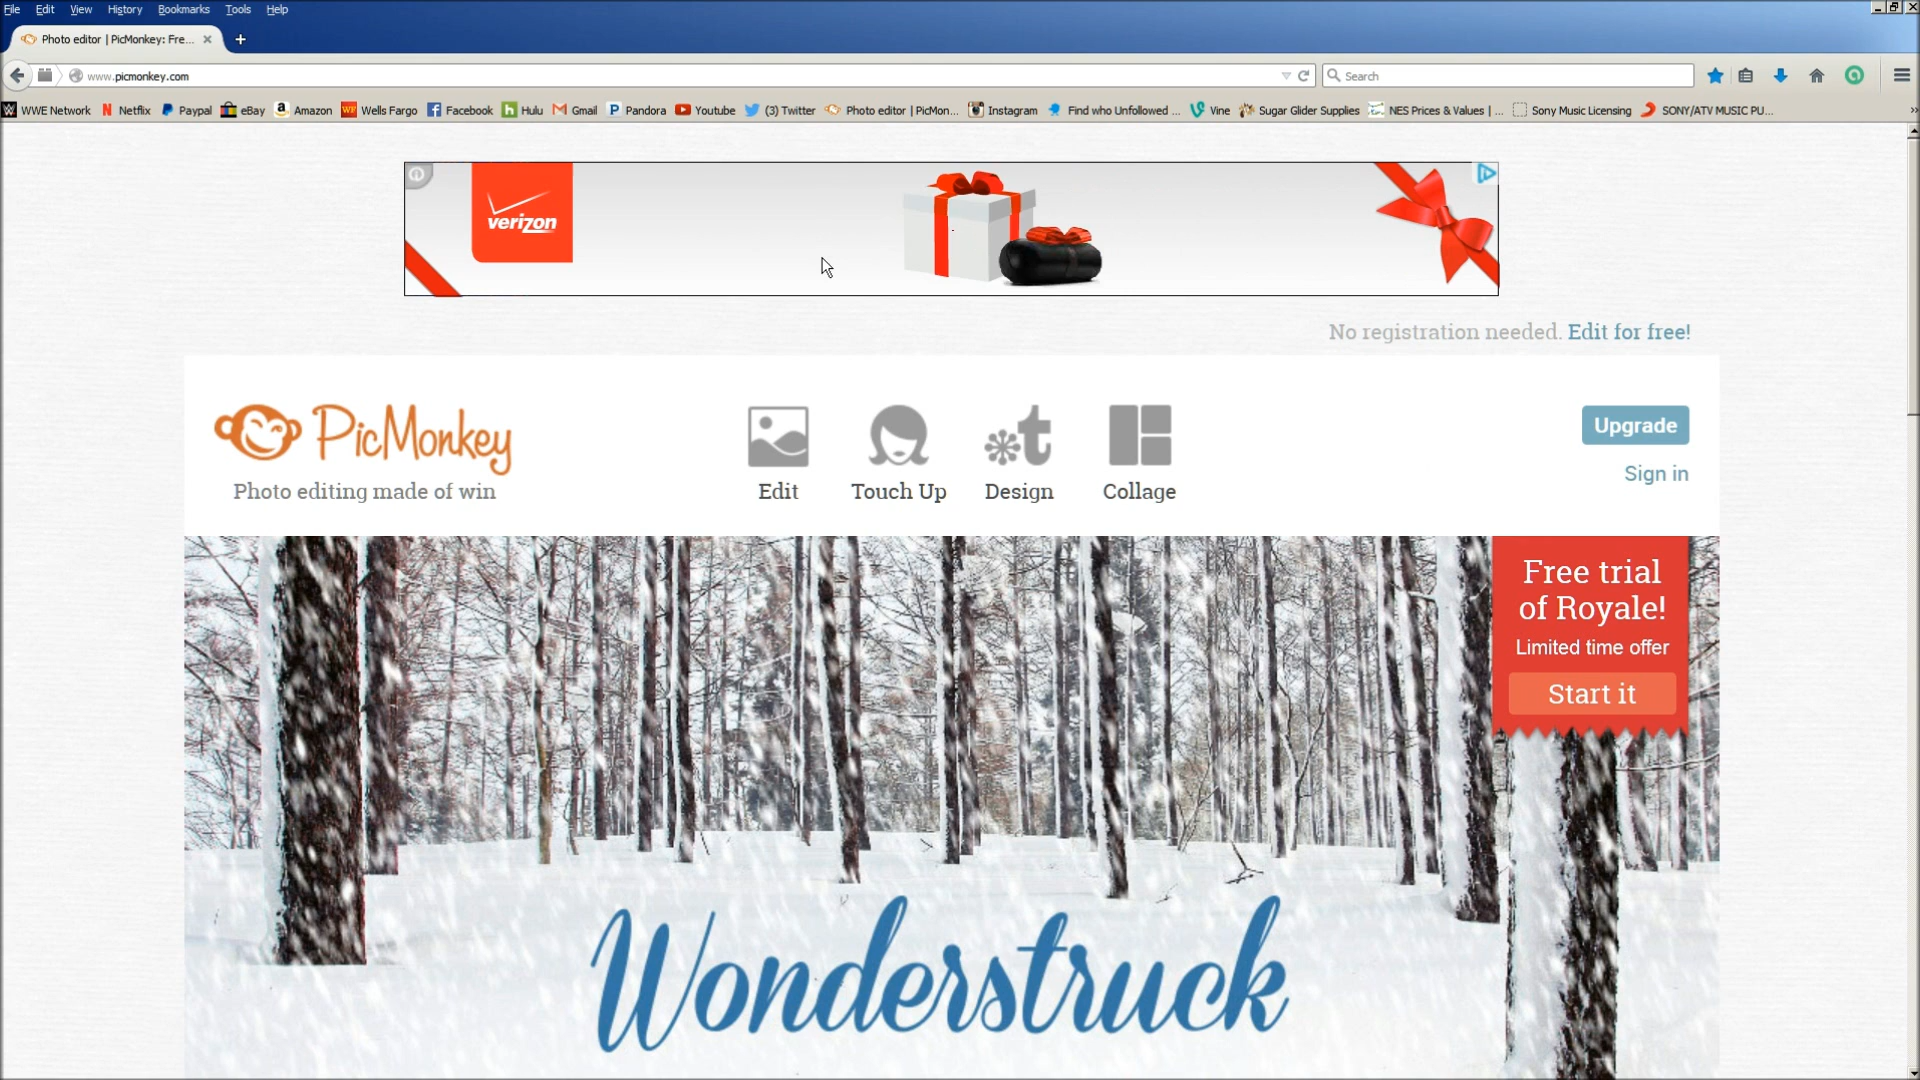 File Edit View History Bookmarks Tools Help
Photo editor | PicMonkey: Fre...
www.picmonkey.com
Search
WWE Network Netflix Paypal eBay Amazon Wells Fargo Facebook Hulu Gmail Pandora Youtube (3) Twitter Photo editor | PicMon... Instagram Find who Unfollowed ... Vine Sugar Glider Supplies NES Prices & Values | ... Sony Music Licensing SONY/ATV MUSIC PU...
verizon
No registration needed. Edit for free!
PicMonkey
Photo editing made of win
Edit Touch Up Design Collage
Upgrade
Sign in
Free trial
of Royale!
Limited time offer
Start it
Wonderstruck